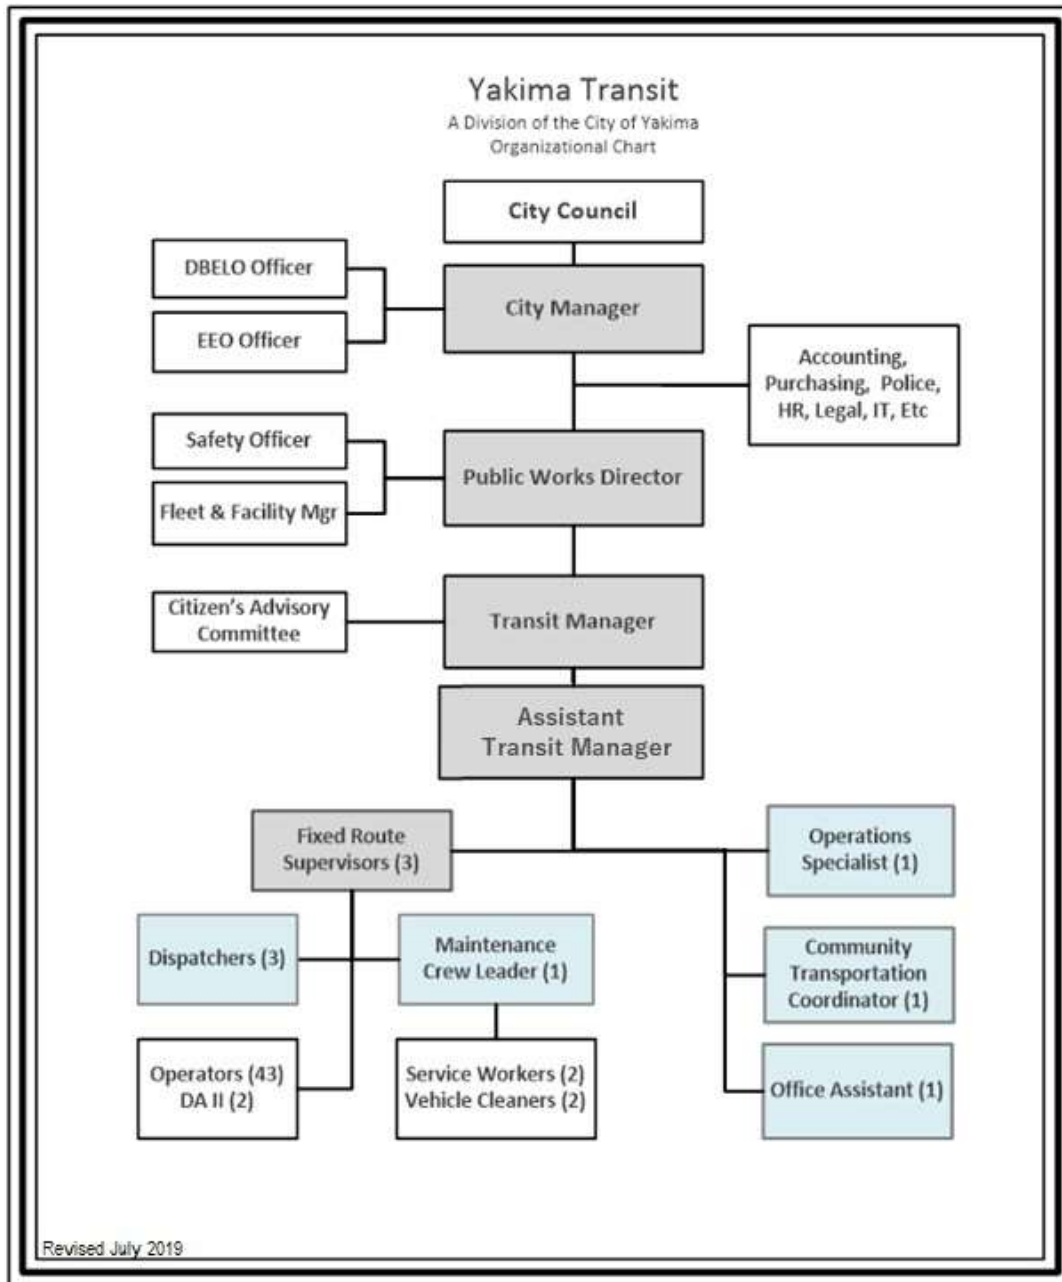 Yakima Transit
A Division of the City of Yakima
Organizational Chart
City Council
DBELO Officer
City Manager
EEO Officer
Accounting,
Purchasing, Police,
HR, Legal, IT, Etc
Safety Officer
Public Works Director
Fleet & Facility Mgr
Citizen's Advisory
Committee
Transit Manager
Assistant
Transit Manager
Fixed Route
Supervisors (3)
Operations
Specialist (1)
Dispatchers (3)
Maintenance
Crew Leader (1)
Community
Transportation
Coordinator (1)
Operators (43)
DA II (2)
Service Workers (2)
Vehicle Cleaners (2)
Office Assistant (1)
Revised July 2019